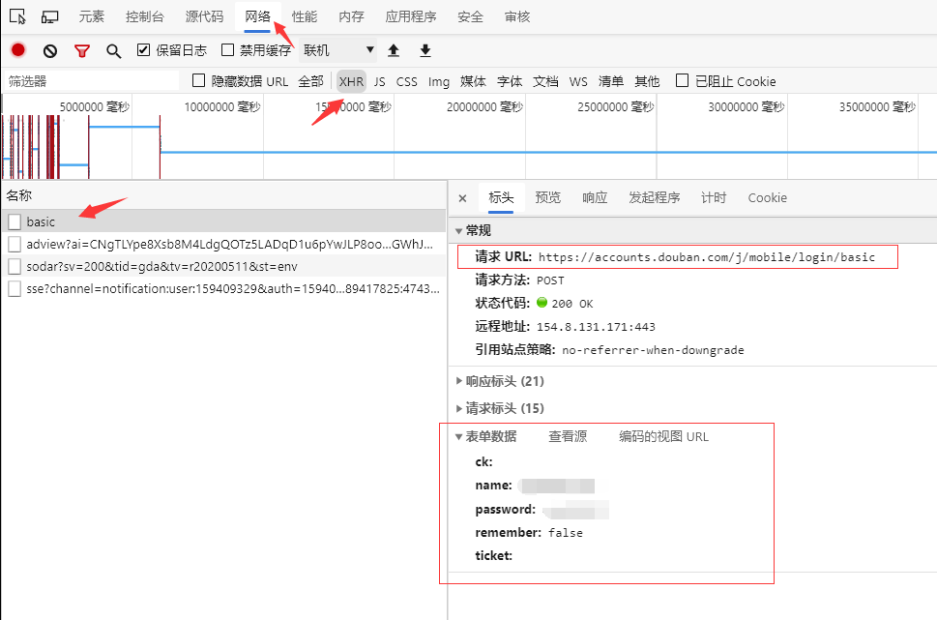 元素 控制台 源代码 网络 性能 内存 应用程序 安全 审核
保留日志 禁用缓存 联机
筛选器 隐藏数据 URL 全部 XHR JS CSS Img 媒体 字体 文档 WS 清单 其他 已阻止 Cookie
5000000 毫秒 10000000 毫秒 15000000 毫秒 20000000 毫秒 25000000 毫秒 30000000 毫秒 35000000 毫秒
名称
basic
adview?ai=CNgTLYpe8Xsb8M4LdgQOTz5LADqD1u6pYwJLP8oo...GWhJ...
sodar?sv=200&tid=gda&tv=r20200511&st=env
sse?channel=notification:user:159409329&auth=15940...89417825:4743...
× 标头 预览 响应 发起程序 计时 Cookie
常规
请求 URL: https://accounts.douban.com/j/mobile/login/basic
请求方法: POST
状态代码: 200 OK
远程地址: 154.8.131.171:443
引用站点策略: no-referrer-when-downgrade
响应标头 (21)
请求标头 (15)
表单数据 查看源 编码的视图 URL
ck:
name:
password:
remember: false
ticket: